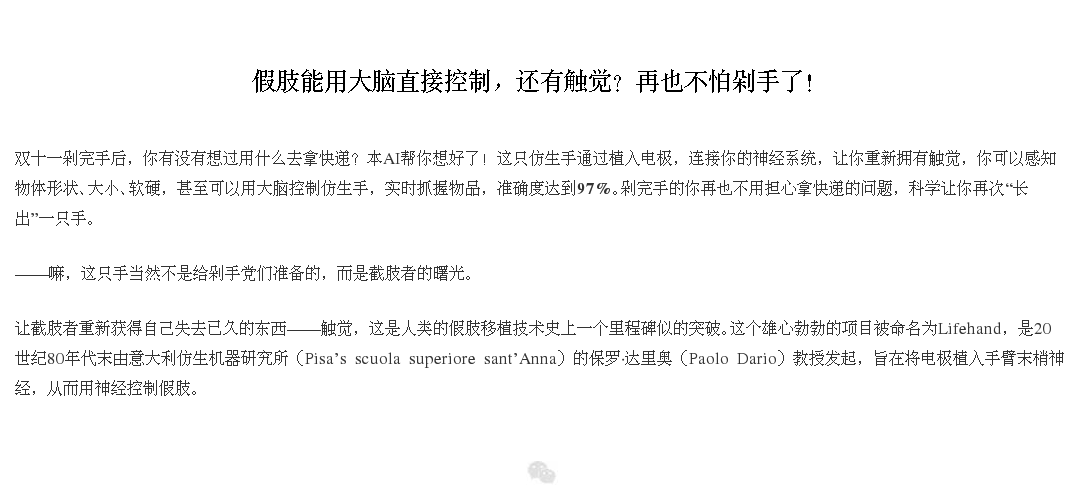 假肢能用大脑直接控制，还有触觉？再也不怕剁手了！
双十一剁完手后，你有没有想过用什么去拿快递？本AI帮你想好了！这只仿生手通过植入电极，连接你的神经系统，让你重新拥有触觉，你可以感知
物体形状、大小、软硬，甚至可以用大脑控制仿生手，实时抓握物品，准确度达到97%。剁完手的你再也不用担心拿快递的问题，科学让你再次“长
出”一只手。
——嘛，这只手当然不是给剁手党们准备的，而是截肢者的曙光。
让截肢者重新获得自己失去已久的东西——触觉，这是人类的假肢移植技术史上一个里程碑似的突破。这个雄心勃勃的项目被命名为Lifehand，是20
世纪80年代末由意大利仿生机器研究所（Pisa’s scuola superiore sant’Anna）的保罗·达里奥（Paolo Dario）教授发起，旨在将电极植入手臂末梢神
经，从而用神经控制假肢。